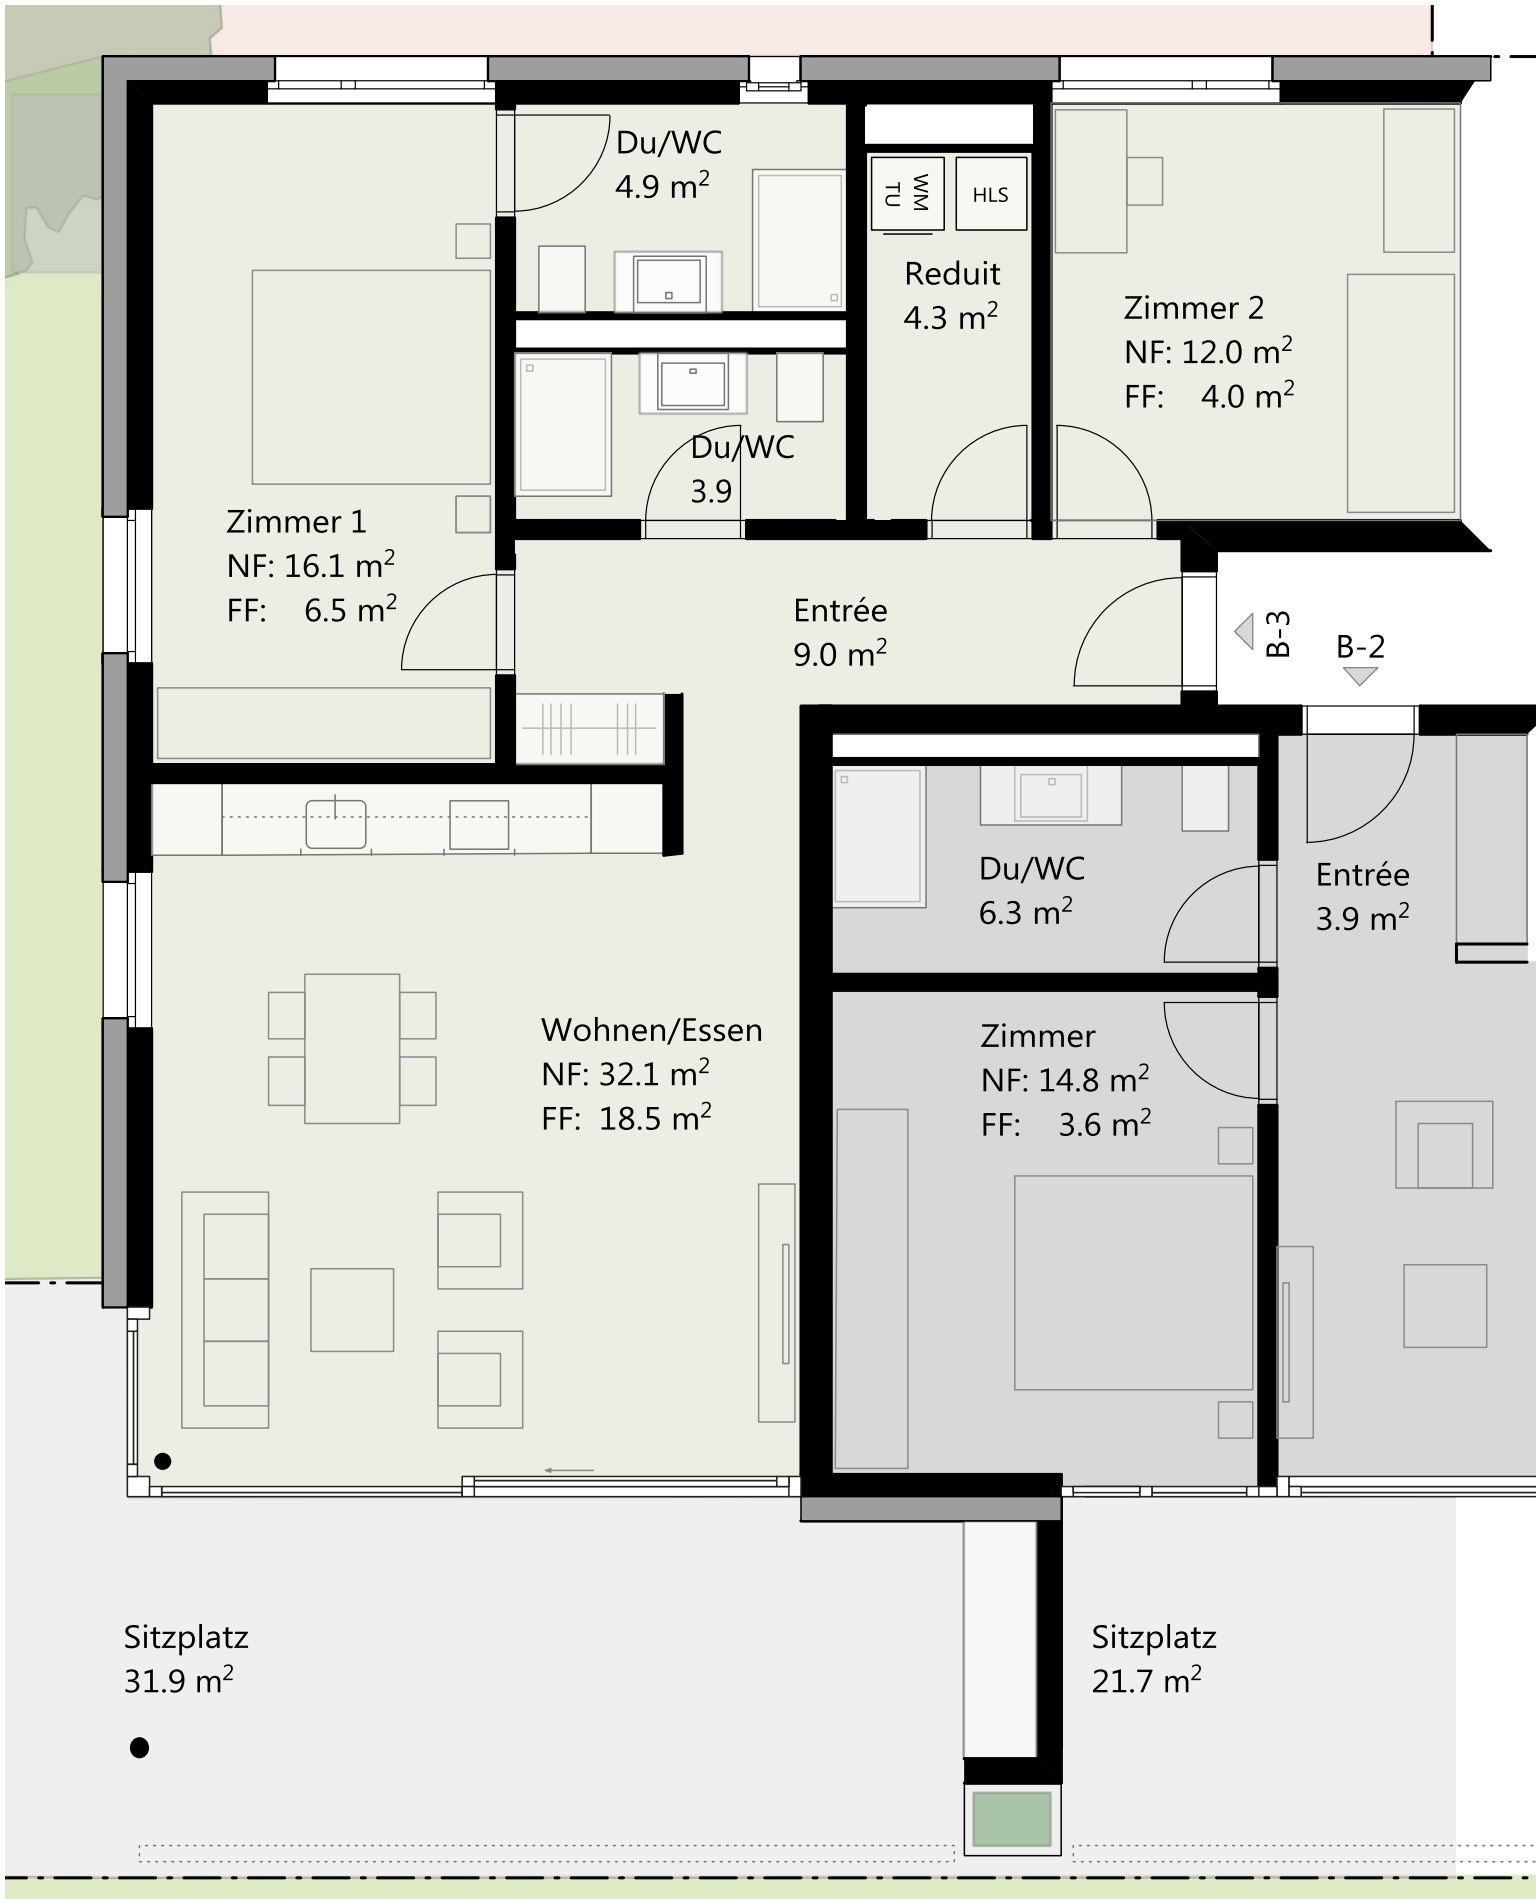 Du/WC
4.9 m²
WM
TU
HLS
Reduit
4.3 m²
Zimmer 2
NF: 12.0 m²
FF: 4.0 m²
Du/WC
3.9
Zimmer 1
NF: 16.1 m²
FF: 6.5 m²
Entrée
9.0 m²
B-3
B-2
Du/WC
6.3 m²
Entrée
3.9 m²
Wohnen/Essen
NF: 32.1 m²
FF: 18.5 m²
Zimmer
NF: 14.8 m²
FF: 3.6 m²
Sitzplatz
31.9 m²
Sitzplatz
21.7 m²